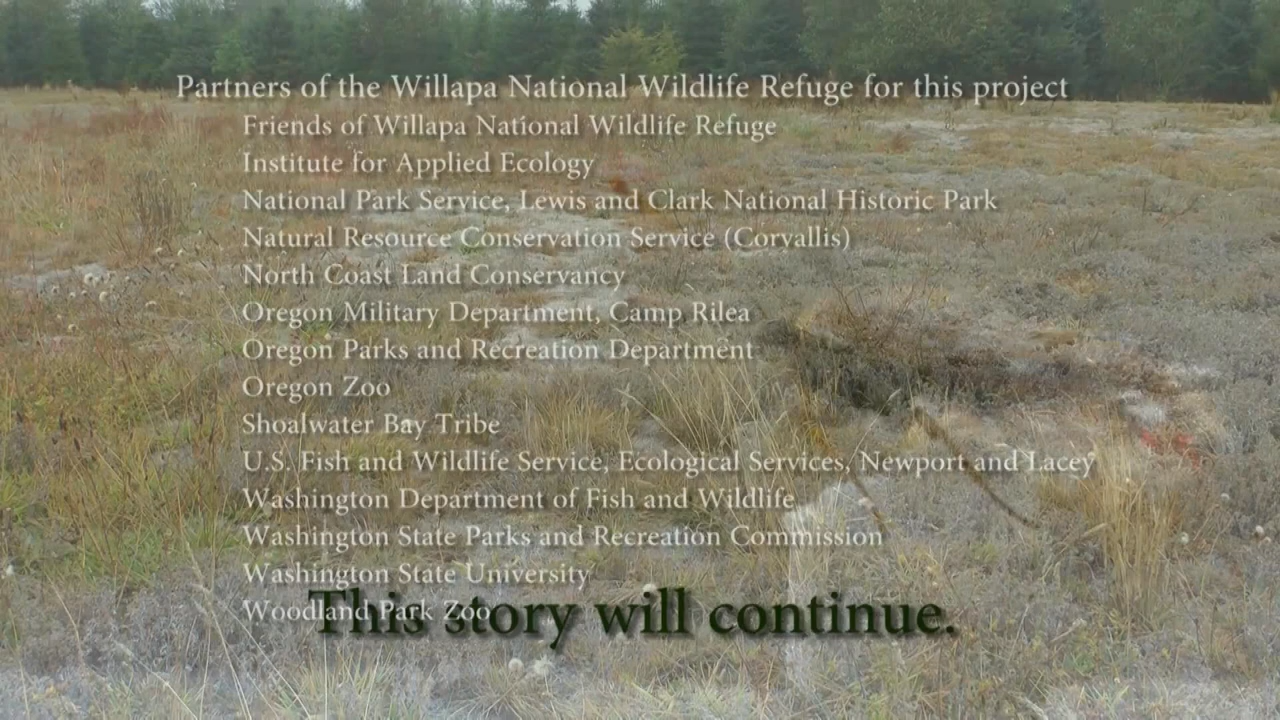 Partners of the Willapa National Wildlife Refuge for this project
Friends of Willapa National Wildlife Refuge
Institute for Applied Ecology
National Park Service, Lewis and Clark National Historic Park
Natural Resource Conservation Service (Corvallis)
North Coast Land Conservancy
Oregon Military Department, Camp Rilea
Oregon Parks and Recreation Department
Oregon Zoo
Shoalwater Bay Tribe
U.S. Fish and Wildlife Service, Ecological Services, Newport and Lacey
Washington Department of Fish and Wildlife
Washington State Parks and Recreation Commission
Washington State University
Woodland Park Zoo
This story will continue.